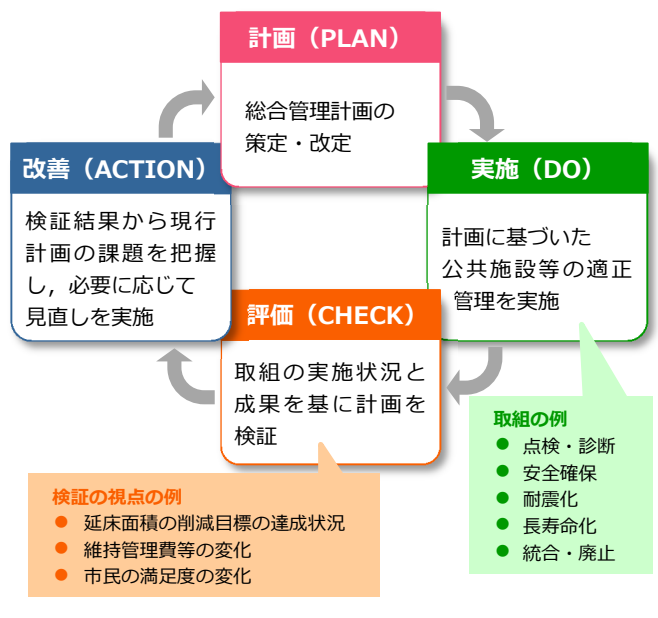 計画（PLAN）
総合管理計画の
策定・改定
実施（DO）
計画に基づいた
公共施設等の適正
管理を実施
取組の例
● 点検・診断
● 安全確保
● 耐震化
● 長寿命化
● 統合・廃止
評価（CHECK）
取組の実施状況と
成果を基に計画を
検証
検証の視点の例
● 延床面積の削減目標の達成状況
● 維持管理費等の変化
● 市民の満足度の変化
改善（ACTION）
検証結果から現行
計画の課題を把握
し，必要に応じて
見直しを実施